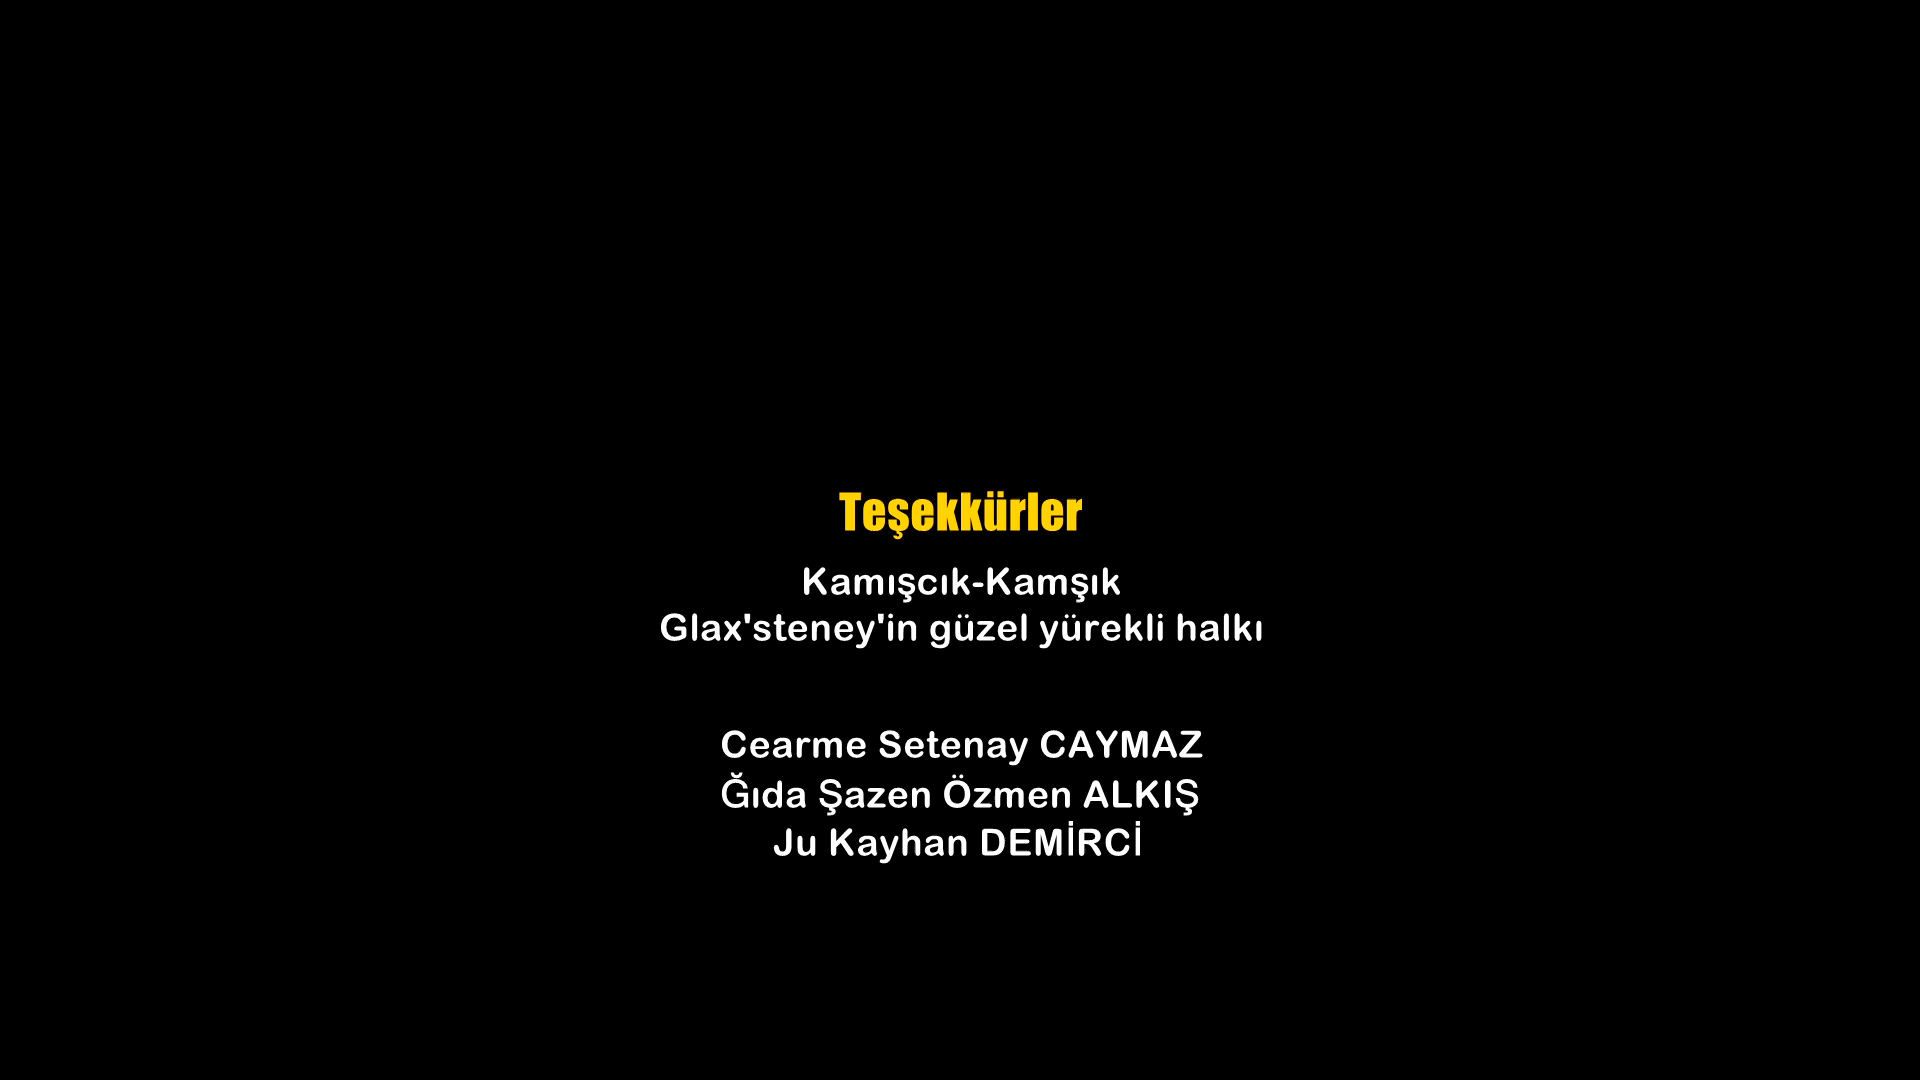 Teşekkürler
Kamışcık-Kamşık
Glax'steney'in güzel yürekli halkı
Cearme Setenay CAYMAZ
Ğıda Şazen Özmen ALKIŞ
Ju Kayhan DEMİRCİ